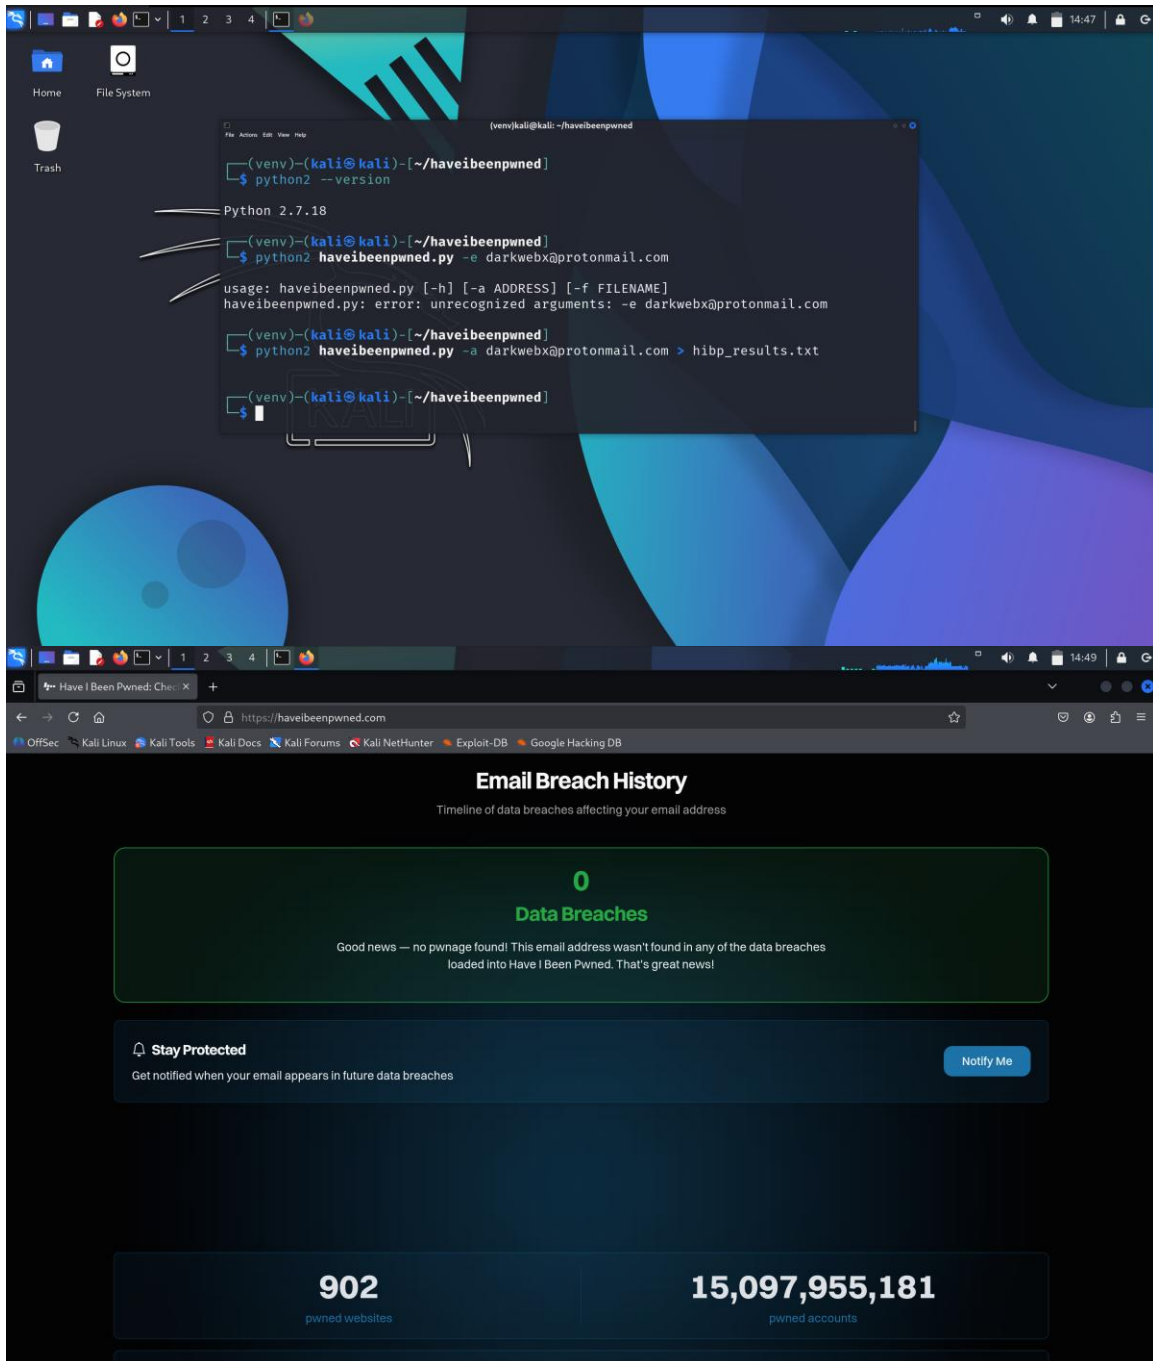 1 2 3 4
14:47
Home
File System
Trash
(venv)kali@kali: ~/haveibeenpwned
File Actions Edit View Help
(venv)-(kali㉿kali)-[~/haveibeenpwned]
$ python2 --version
Python 2.7.18
(venv)-(kali㉿kali)-[~/haveibeenpwned]
$ python2 haveibeenpwned.py -e darkwebx@protonmail.com
usage: haveibeenpwned.py [-h] [-a ADDRESS] [-f FILENAME]
haveibeenpwned.py: error: unrecognized arguments: -e darkwebx@protonmail.com
(venv)-(kali㉿kali)-[~/haveibeenpwned]
$ python2 haveibeenpwned.py -a darkwebx@protonmail.com > hibp_results.txt
(venv)-(kali㉿kali)-[~/haveibeenpwned]
$
KALI
1 2 3 4
14:49
Have I Been Pwned: Chec
https://haveibeenpwned.com
OffSec Kali Linux Kali Tools Kali Docs Kali Forums Kali NetHunter Exploit-DB Google Hacking DB
Email Breach History
Timeline of data breaches affecting your email address
0
Data Breaches
Good news — no pwnage found! This email address wasn't found in any of the data breaches
loaded into Have I Been Pwned. That's great news!
Stay Protected
Get notified when your email appears in future data breaches
Notify Me
902
pwned websites
15,097,955,181
pwned accounts